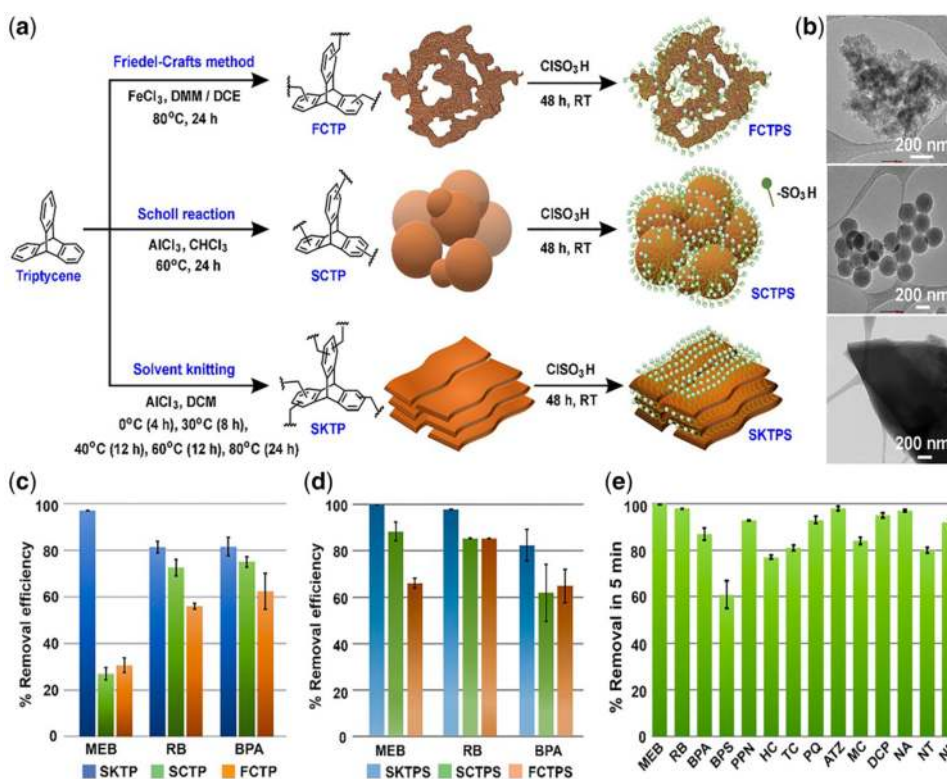 (a)
Triptycene
Friedel-Crafts method
FeCl3, DMM / DCE
80°C, 24 h
FCTP
ClSO3H
48 h, RT
FCTPS
Scholl reaction
AlCl3, CHCl3
60°C, 24 h
SCTP
ClSO3H
48 h, RT
-SO3H
SCTPS
Solvent knitting
AlCl3, DCM
0°C (4 h), 30°C (8 h),
40°C (12 h), 60°C (12 h), 80°C (24 h)
SKTP
ClSO3H
48 h, RT
SKTPS
(b)
200 nm
200 nm
200 nm
(c)
% Removal efficiency
100
80
60
40
20
0
MEB RB BPA
SKTP SCTP FCTP
(d)
% Removal efficiency
100
80
60
40
20
0
MEB RB BPA
SKTPS SCTPS FCTPS
(e)
% Removal in 5 min
100
80
60
40
20
0
MEB RB BPA BPS PPN HC TC PQ ATZ MC DCP NA NT